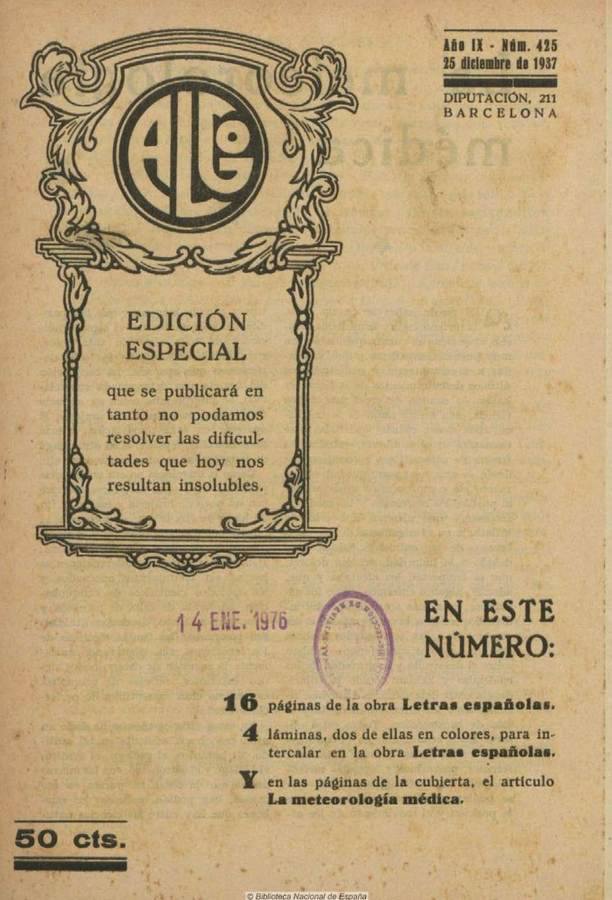 Año IX - Núm. 425
25 diciembre de 1937
DIPUTACIÓN, 211
BARCELONA
ALGO
EDICIÓN
ESPECIAL
que se publicará en
tanto no podamos
resolver las dificul-
tades que hoy nos
resultan insolubles.
14 ENE. 1976
EN ESTE
NÚMERO:
16 páginas de la obra Letras españolas.
4 láminas, dos de ellas en colores, para in-
tercalar en la obra Letras españolas.
Y en las páginas de la cubierta, el artículo
La meteorología médica.
50 cts.
© Biblioteca Nacional de España